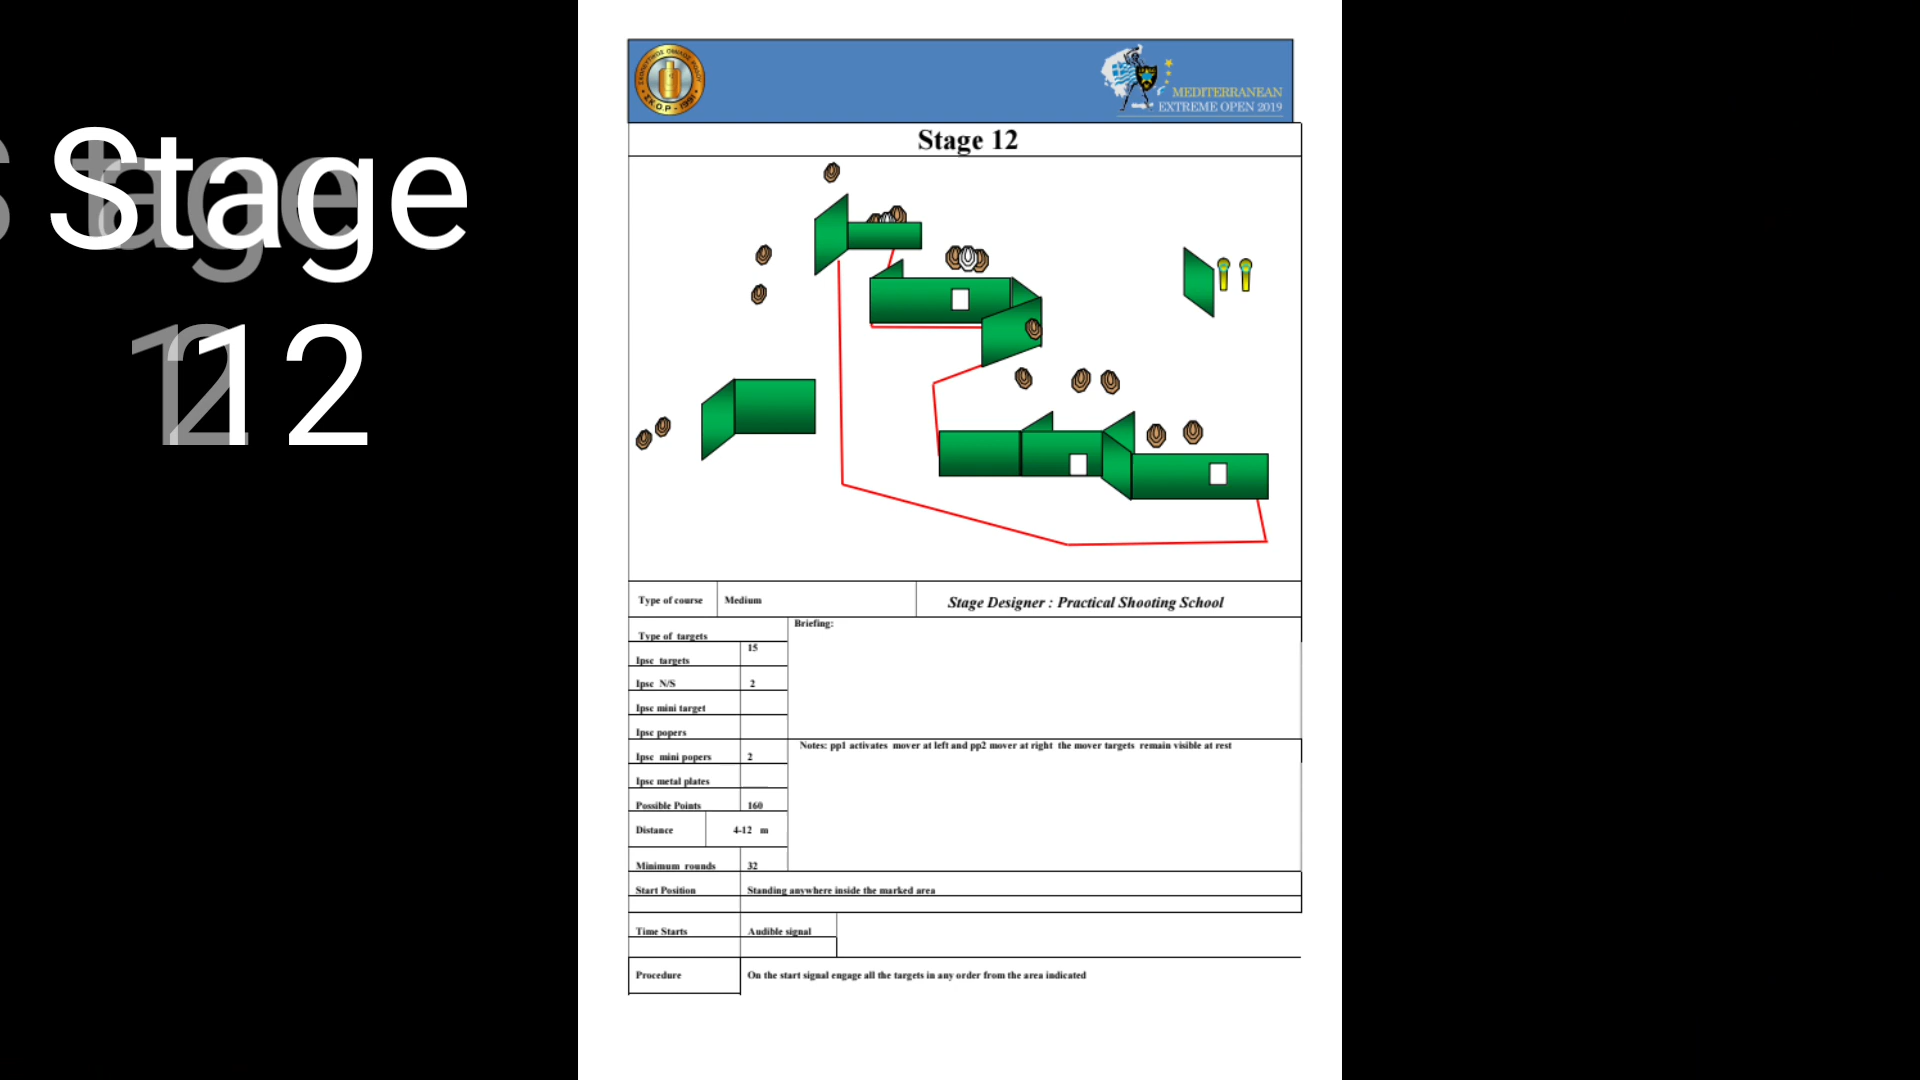 Stage
12
Σ.Κ.Ο.Ρ - 1991
MEDITERRANEAN
EXTREME OPEN 2019
Stage 12
Type of course Medium Stage Designer : Practical Shooting School
Type of targets
Briefing:
Ipsc targets 15
Ipsc N/S 2
Ipsc mini target
Ipsc popers
Notes: pp1 activates mover at left and pp2 mover at right the mover targets remain visible at rest
Ipsc mini popers 2
Ipsc metal plates
Possible Points 160
Distance 4-12 m
Minimum rounds 32
Start Position Standing anywhere inside the marked area
Time Starts Audible signal
Procedure On the start signal engage all the targets in any order from the area indicated